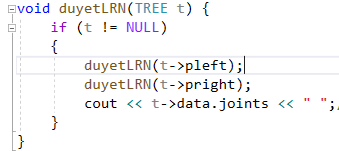 void duyetLRN(TREE t) {
if (t != NULL)
{
duyetLRN(t->pleft);
duyetLRN(t->pright);
cout << t->data.joints << " ";
}
}